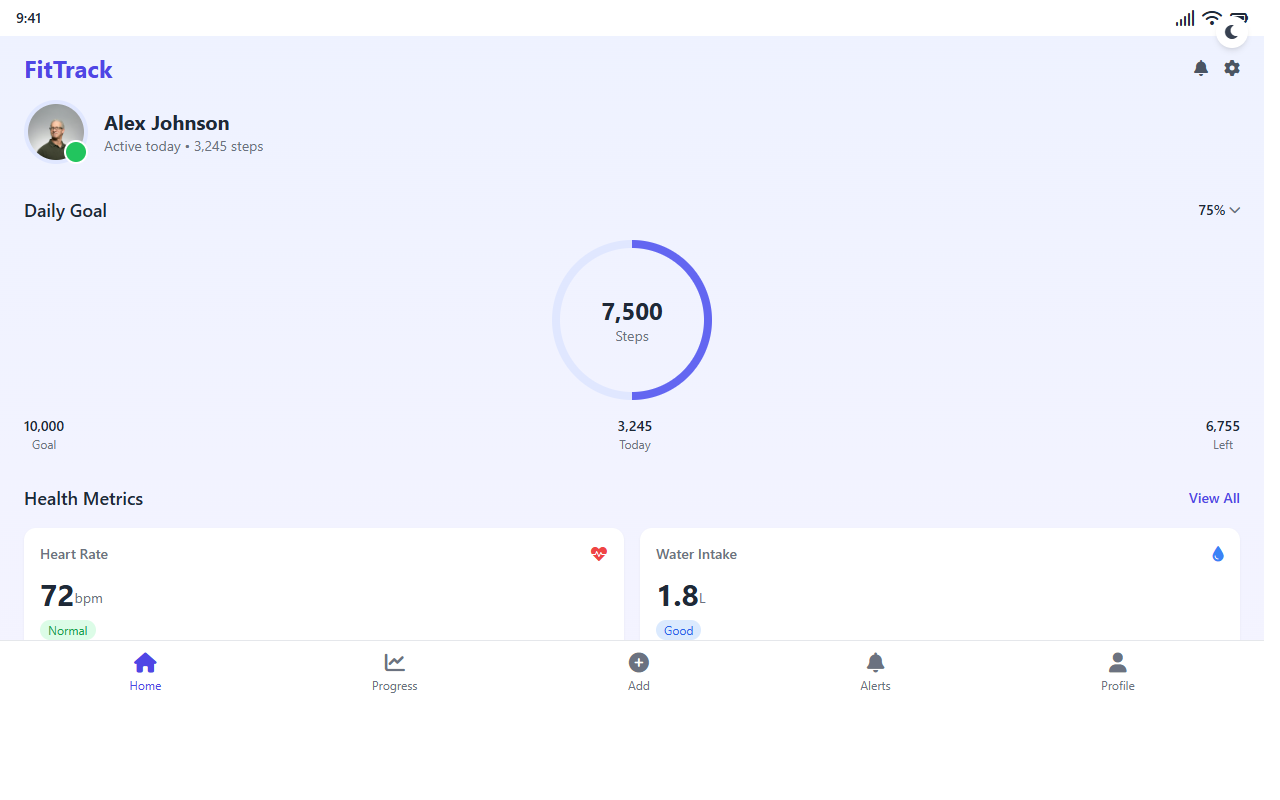 9:41
FitTrack
Alex Johnson
Active today • 3,245 steps
Daily Goal
75%
7,500
Steps
10,000
Goal
3,245
Today
6,755
Left
Health Metrics
View All
Heart Rate
72bpm
Normal
Water Intake
1.8L
Good
Home
Progress
Add
Alerts
Profile